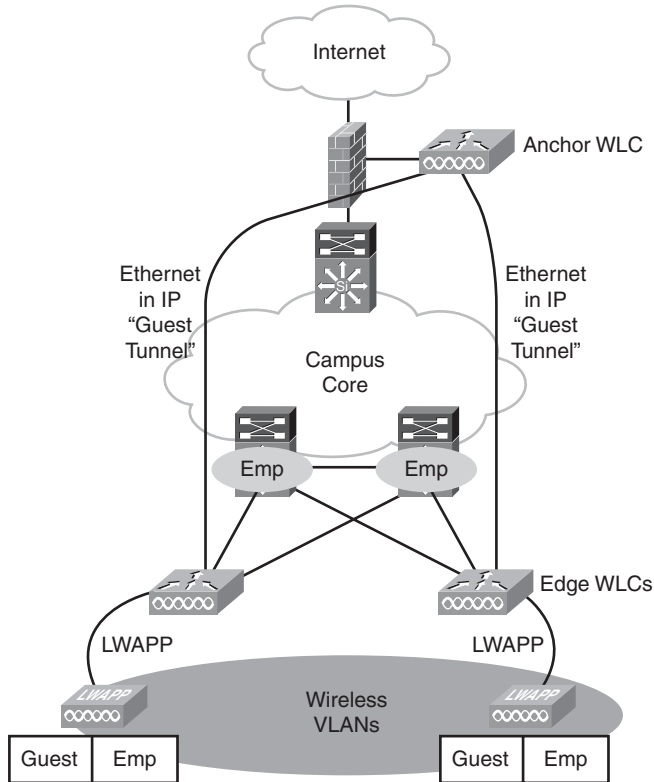 Internet
Anchor WLC
Ethernet
in IP
“Guest
Tunnel”
Ethernet
in IP
“Guest
Tunnel”
Si
Campus
Core
Emp
Emp
Edge WLCs
LWAPP
LWAPP
LWAPP
LWAPP
Wireless
VLANs
Guest
Emp
Guest
Emp